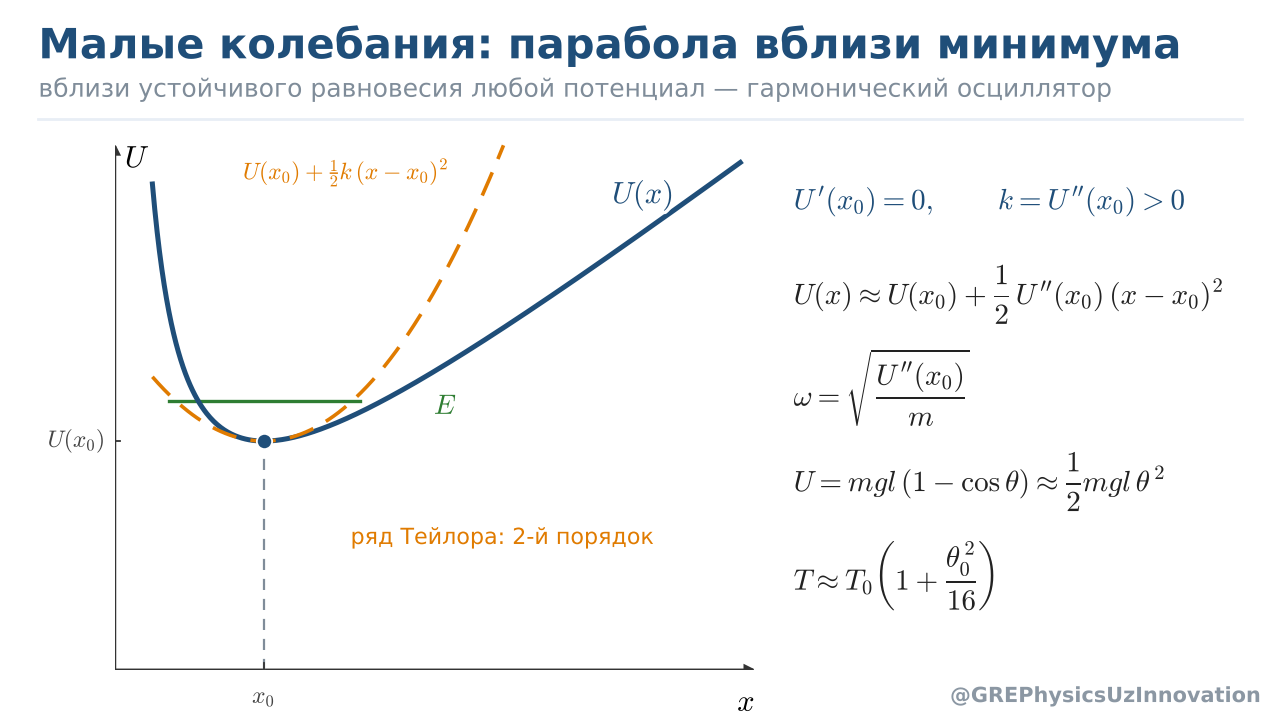 Малые колебания: парабола вблизи минимума
вблизи устойчивого равновесия любой потенциал — гармонический осциллятор
U
U(x₀) + ½k (x − x₀)²
U(x)
E
U(x₀)
ряд Тейлора: 2-й порядок
x₀
x
U′(x₀) = 0, k = U″(x₀) > 0
U(x) ≈ U(x₀) + 1/2 U″(x₀) (x − x₀)²
ω = √(U″(x₀)/m)
U = mgl (1 − cos θ) ≈ 1/2 mgl θ²
T ≈ T₀(1 + θ₀²/16)
@GREPhysicsUzInnovation